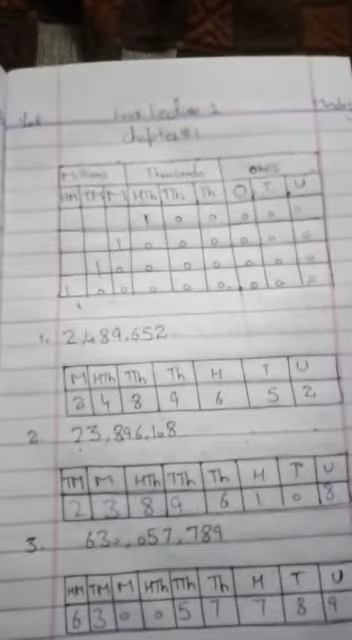 chapter #1
Millions Thousands ones
HM TM M HTh TTh Th O T U
1 0 0 0 0 0
1 0 0 0 0 0 0
1 0 0 0 0 0 0 0
1 0 0 0 0 0 0 0 0
1. 2,489,652
M HTh TTh Th H T U
2 4 8 9 6 5 2
2. 23,896,108
TM M HTh TTh Th H T U
2 3 8 9 6 1 0 8
3. 630,057,789
HM TM M HTh TTh Th H T U
6 3 0 0 5 7 7 8 9